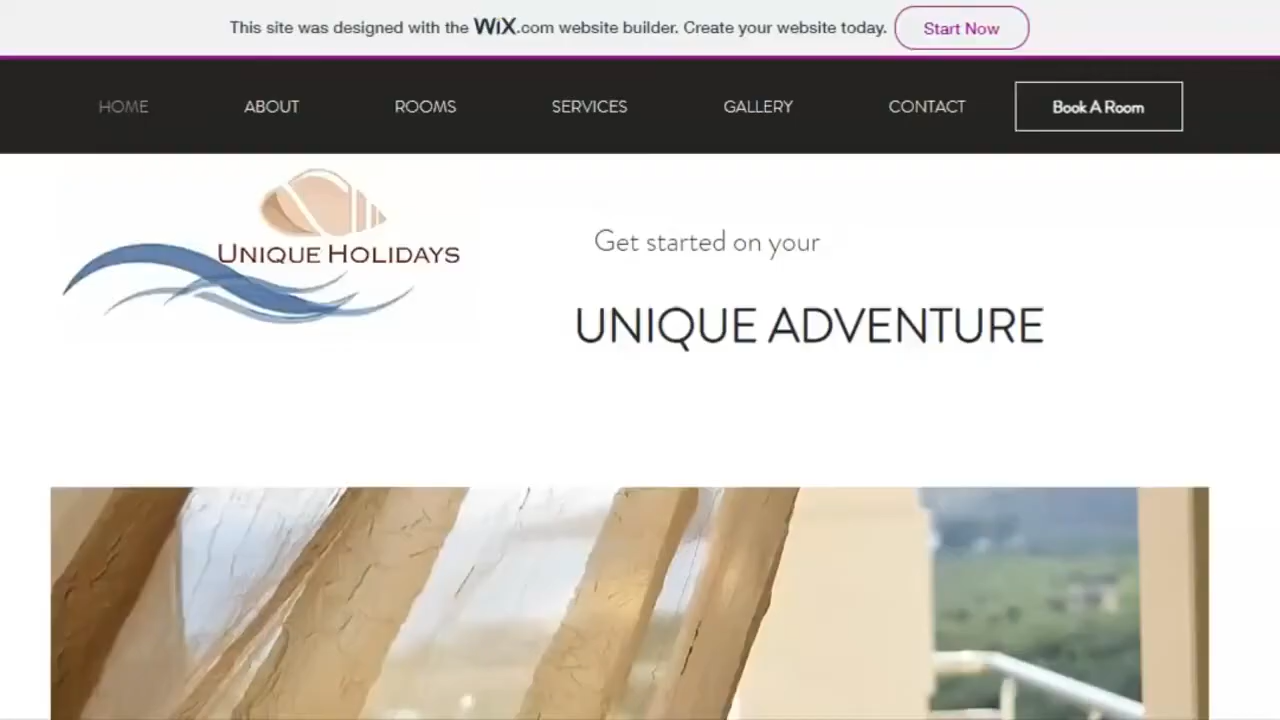 This site was designed with the WiX.com website builder. Create your website today. Start Now
HOME ABOUT ROOMS SERVICES GALLERY CONTACT Book A Room
UNIQUE HOLIDAYS
Get started on your
UNIQUE ADVENTURE